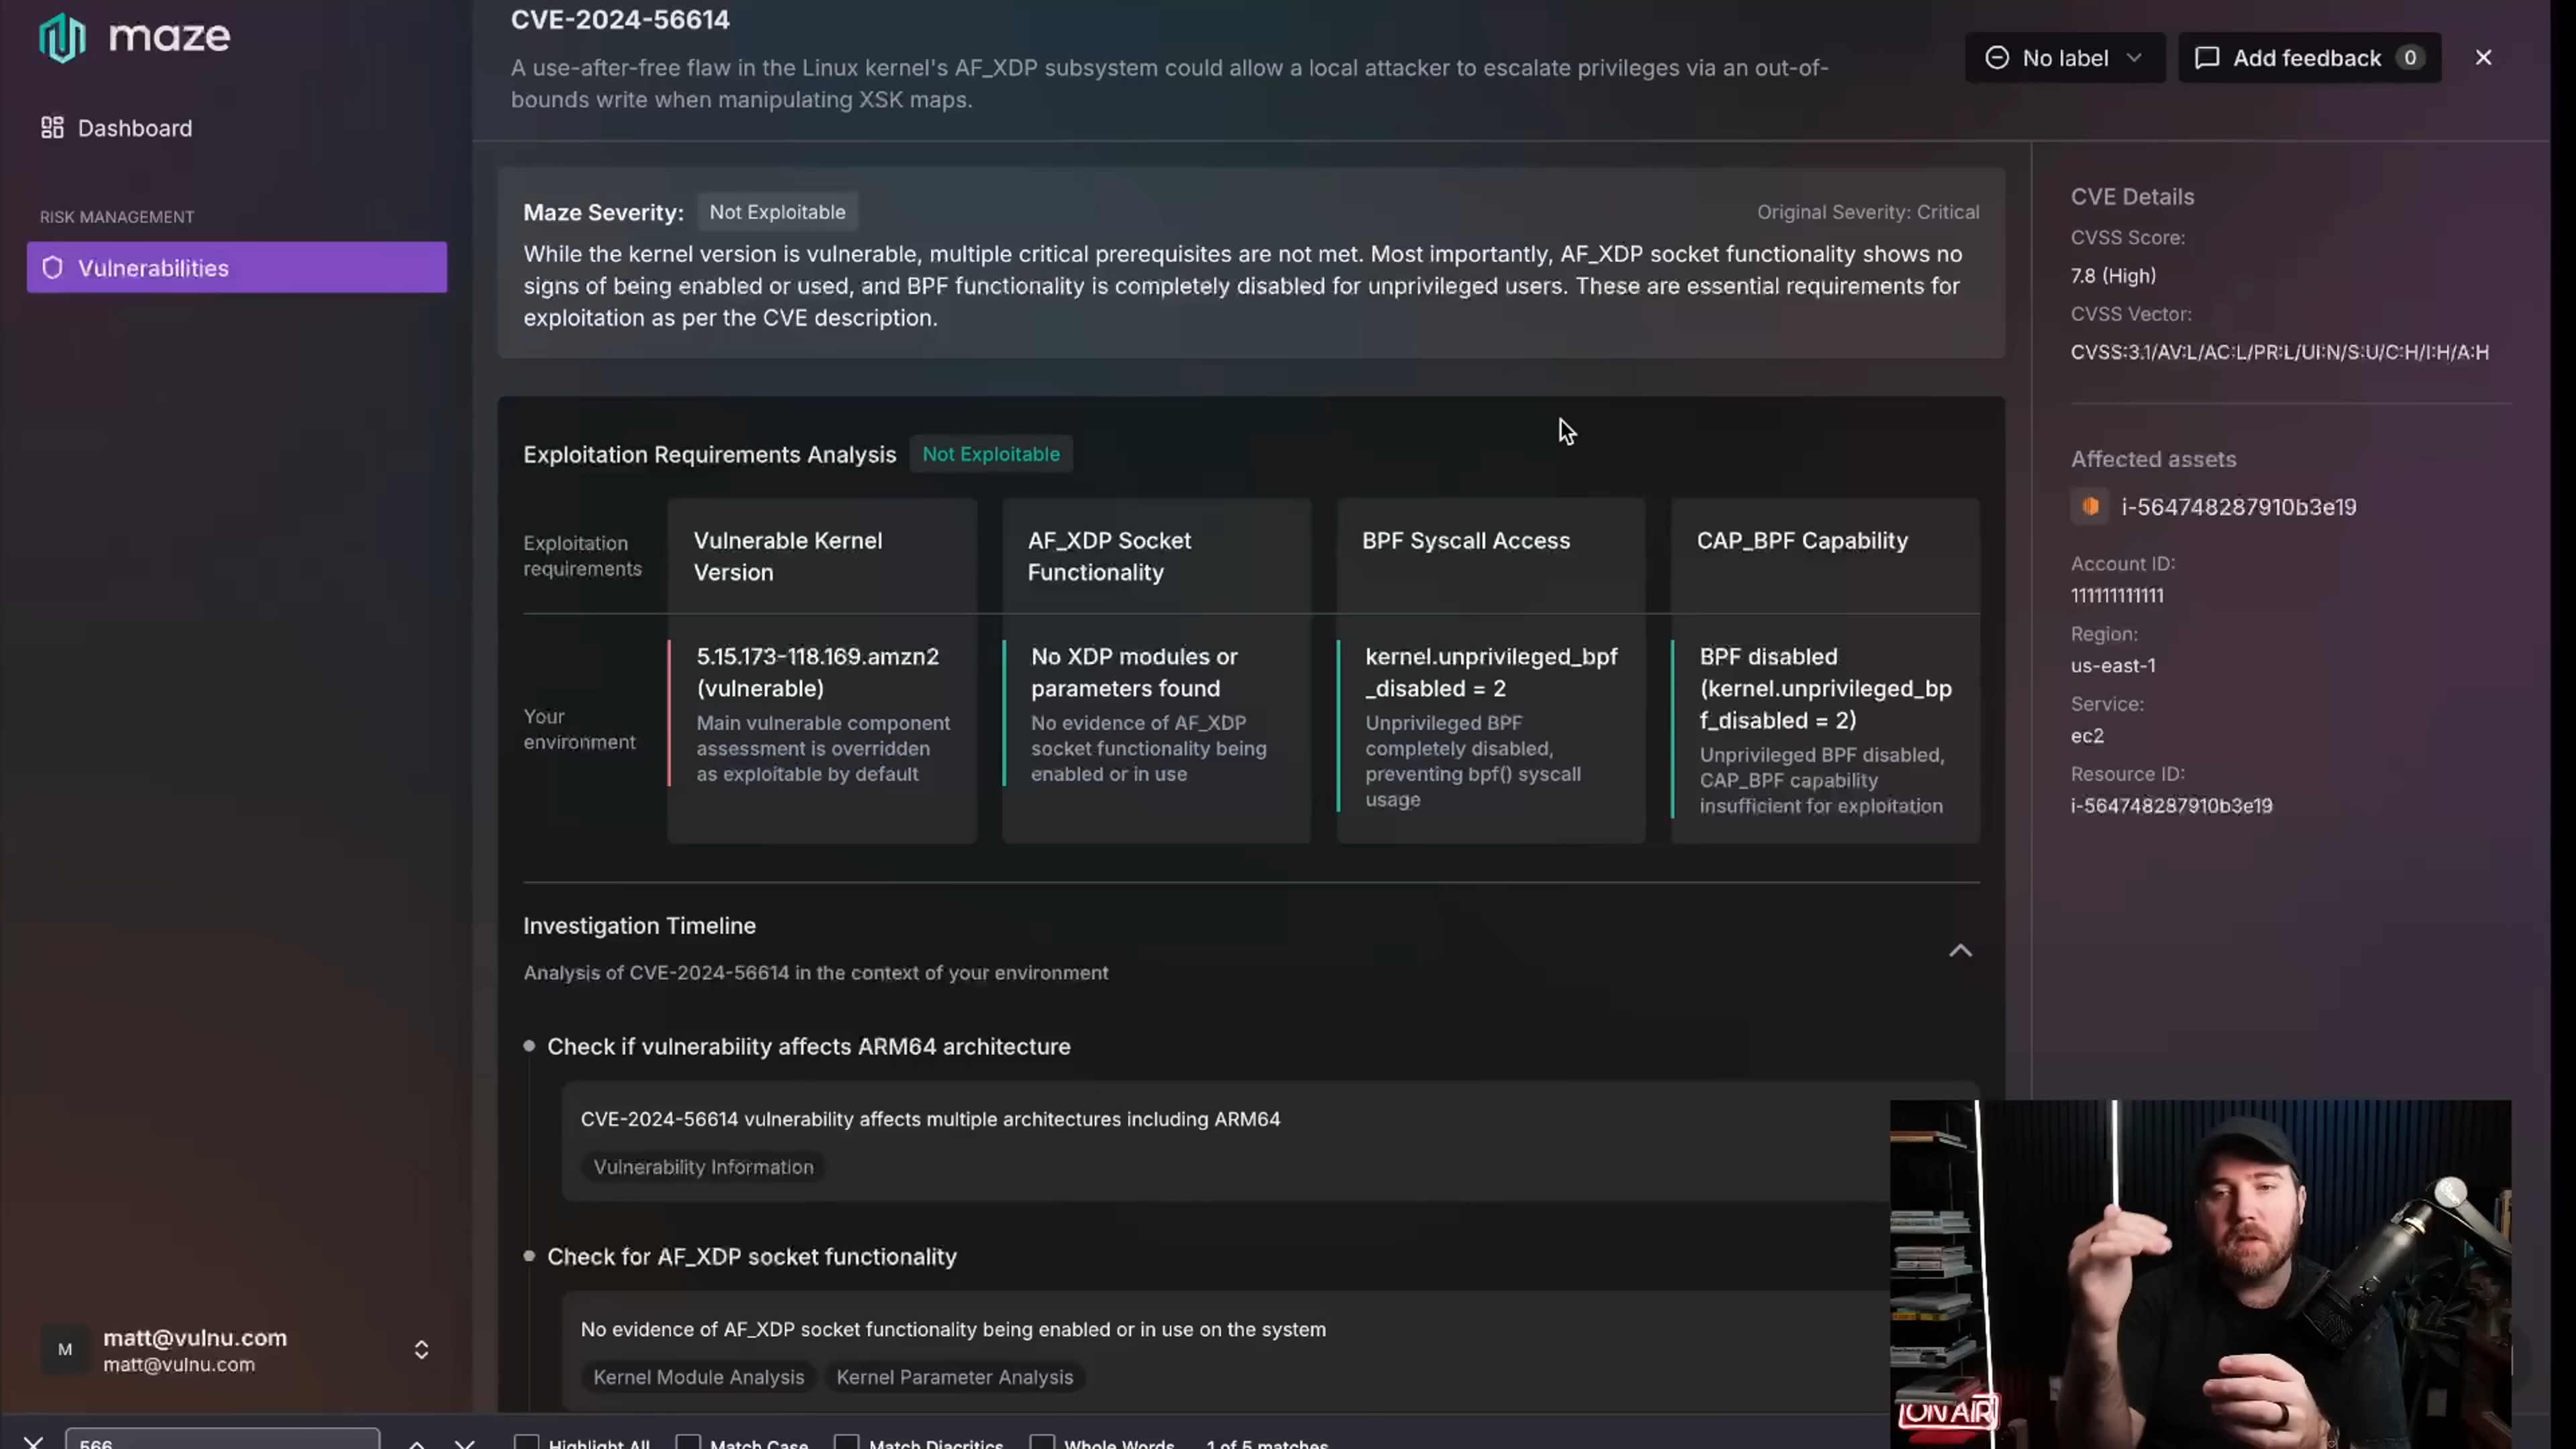 maze
Dashboard
RISK MANAGEMENT
Vulnerabilities
M
matt@vulnu.com
matt@vulnu.com
CVE-2024-56614
A use-after-free flaw in the Linux kernel's AF_XDP subsystem could allow a local attacker to escalate privileges via an out-of-
bounds write when manipulating XSK maps.
No label
Add feedback 0
Maze Severity: Not Exploitable
Original Severity: Critical
While the kernel version is vulnerable, multiple critical prerequisites are not met. Most importantly, AF_XDP socket functionality shows no
signs of being enabled or used, and BPF functionality is completely disabled for unprivileged users. These are essential requirements for
exploitation as per the CVE description.
Exploitation Requirements Analysis Not Exploitable
Exploitation
requirements
Vulnerable Kernel
Version
AF_XDP Socket
Functionality
BPF Syscall Access
CAP_BPF Capability
Your
environment
5.15.173-118.169.amzn2
(vulnerable)
Main vulnerable component
assessment is overridden
as exploitable by default
No XDP modules or
parameters found
No evidence of AF_XDP
socket functionality being
enabled or in use
kernel.unprivileged_bpf
_disabled = 2
Unprivileged BPF
completely disabled,
preventing bpf() syscall
usage
BPF disabled
(kernel.unprivileged_bp
f_disabled = 2)
Unprivileged BPF disabled,
CAP_BPF capability
insufficient for exploitation
Investigation Timeline
Analysis of CVE-2024-56614 in the context of your environment
Check if vulnerability affects ARM64 architecture
CVE-2024-56614 vulnerability affects multiple architectures including ARM64
Vulnerability Information
Check for AF_XDP socket functionality
No evidence of AF_XDP socket functionality being enabled or in use on the system
Kernel Module Analysis Kernel Parameter Analysis
CVE Details
CVSS Score:
7.8 (High)
CVSS Vector:
CVSS:3.1/AV:L/AC:L/PR:L/UI:N/S:U/C:H/I:H/A:H
Affected assets
i-564748287910b3e19
Account ID:
111111111111
Region:
us-east-1
Service:
ec2
Resource ID:
i-564748287910b3e19
ON AIR
566 Highlight All Match Case Match Diacritics Whole Words 1 of 5 matches